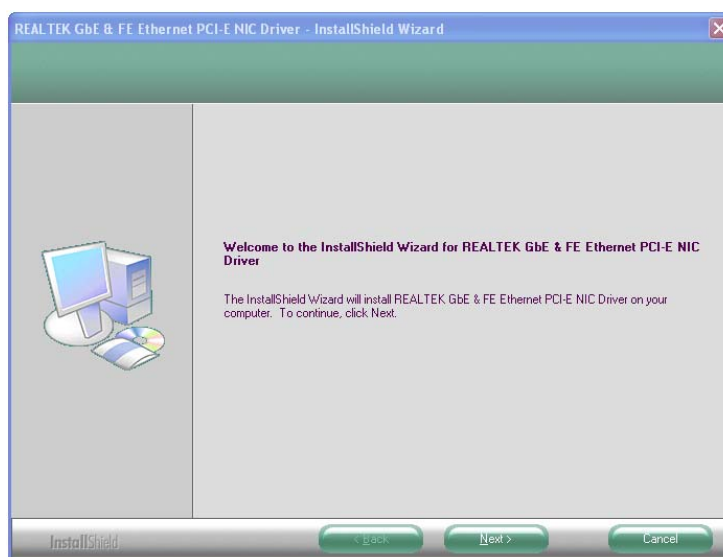 REALTEK GbE & FE Ethernet PCI-E NIC Driver - InstallShield Wizard
Welcome to the InstallShield Wizard for REALTEK GbE & FE Ethernet PCI-E NIC
Driver
The InstallShield Wizard will install REALTEK GbE & FE Ethernet PCI-E NIC Driver on your
computer. To continue, click Next.
InstallShield
< Back
Next >
Cancel